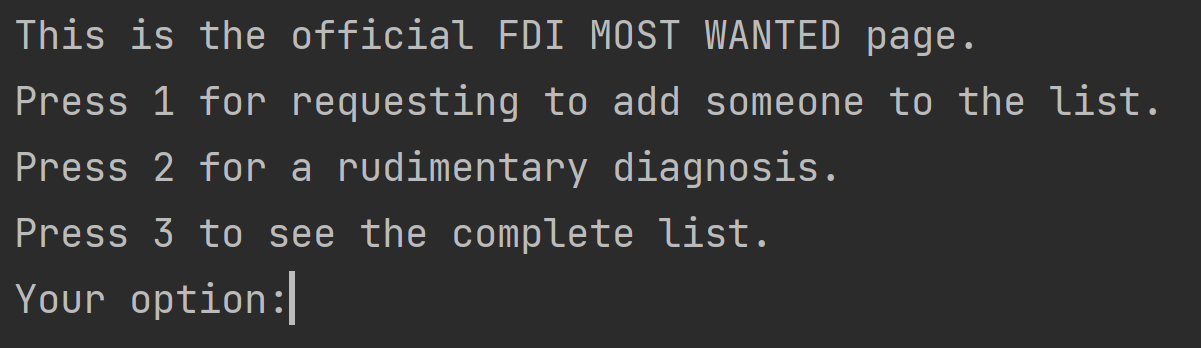 This is the official FDI MOST WANTED page.
Press 1 for requesting to add someone to the list.
Press 2 for a rudimentary diagnosis.
Press 3 to see the complete list.
Your option: